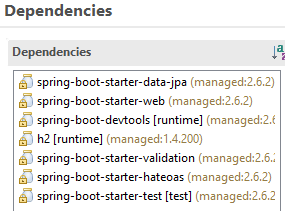 Dependencies
Dependencies
spring-boot-starter-data-jpa (managed:2.6.2)
spring-boot-starter-web (managed:2.6.2)
spring-boot-devtools [runtime] (managed:2.6
h2 [runtime] (managed:1.4.200)
spring-boot-starter-validation (managed:2.6.2
spring-boot-starter-hateoas (managed:2.6.2)
spring-boot-starter-test [test] (managed:2.6.2